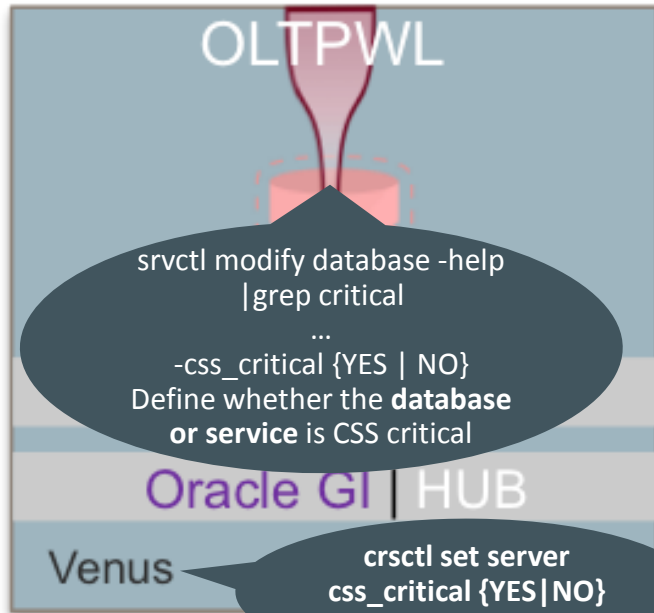 OLTPWL
srvctl modify database -help
|grep critical
...
-css_critical {YES | NO}
Define whether the database
or service is CSS critical
Oracle GI | HUB
Venus
crsctl set server
css_critical {YES|NO}